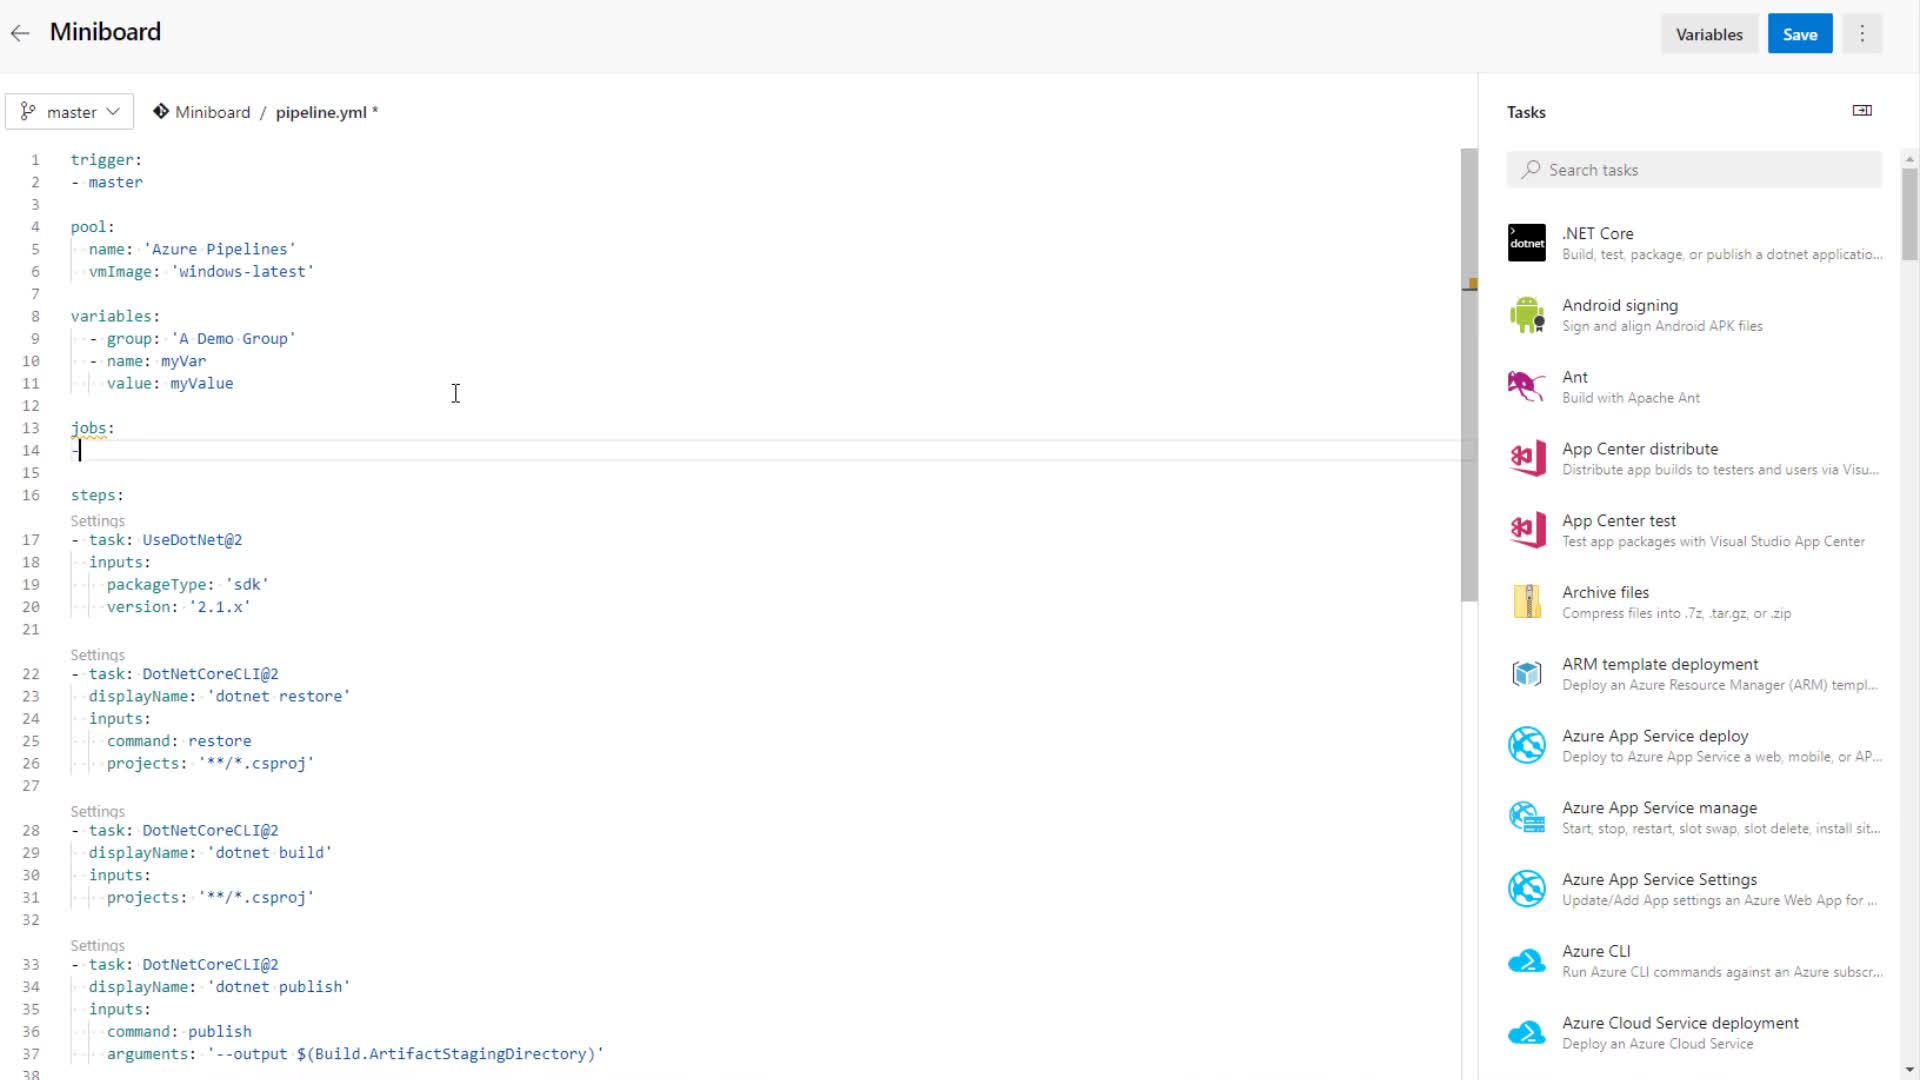 Miniboard
Variables
Save
master
Miniboard / pipeline.yml *
1 trigger:
2 - master
3
4 pool:
5 name: 'Azure Pipelines'
6 vmImage: 'windows-latest'
7
8 variables:
9 - group: 'A Demo Group'
10 - name: myVar
11 value: myValue
12
13 jobs:
14 -
15
16 steps:
Settings
17 - task: UseDotNet@2
18 inputs:
19 packageType: 'sdk'
20 version: '2.1.x'
21
Settings
22 - task: DotNetCoreCLI@2
23 displayName: 'dotnet restore'
24 inputs:
25 command: restore
26 projects: '**/*.csproj'
27
Settings
28 - task: DotNetCoreCLI@2
29 displayName: 'dotnet build'
30 inputs:
31 projects: '**/*.csproj'
32
Settings
33 - task: DotNetCoreCLI@2
34 displayName: 'dotnet publish'
35 inputs:
36 command: publish
37 arguments: '--output $(Build.ArtifactStagingDirectory)'
38
Tasks
Search tasks
dotnet
.NET Core
Build, test, package, or publish a dotnet applicatio...
Android signing
Sign and align Android APK files
Ant
Build with Apache Ant
App Center distribute
Distribute app builds to testers and users via Visu...
App Center test
Test app packages with Visual Studio App Center
Archive files
Compress files into .7z, .tar.gz, or .zip
ARM template deployment
Deploy an Azure Resource Manager (ARM) templ...
Azure App Service deploy
Deploy to Azure App Service a web, mobile, or AP...
Azure App Service manage
Start, stop, restart, slot swap, slot delete, install sit...
Azure App Service Settings
Update/Add App settings an Azure Web App for ...
Azure CLI
Run Azure CLI commands against an Azure subscr...
Azure Cloud Service deployment
Deploy an Azure Cloud Service